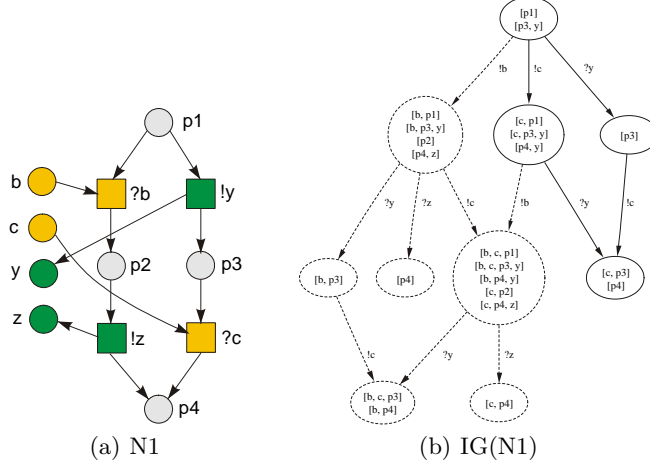 p1
b
?b
!y
c
y
p2
p3
z
!z
?c
p4
(a) N1
[p1]
[p3, y]
!b
!c
?y
[b, p1]
[b, p3, y]
[p2]
[p4, z]
[c, p1]
[c, p3, y]
[p4, y]
[p3]
?y
?z
!c
!b
?y
!c
[b, p3]
[p4]
[b, c, p1]
[b, c, p3, y]
[b, p4, y]
[c, p2]
[c, p4, z]
[c, p3]
[p4]
!c
?y
?z
[b, c, p3]
[b, p4]
[c, p4]
(b) IG(N1)